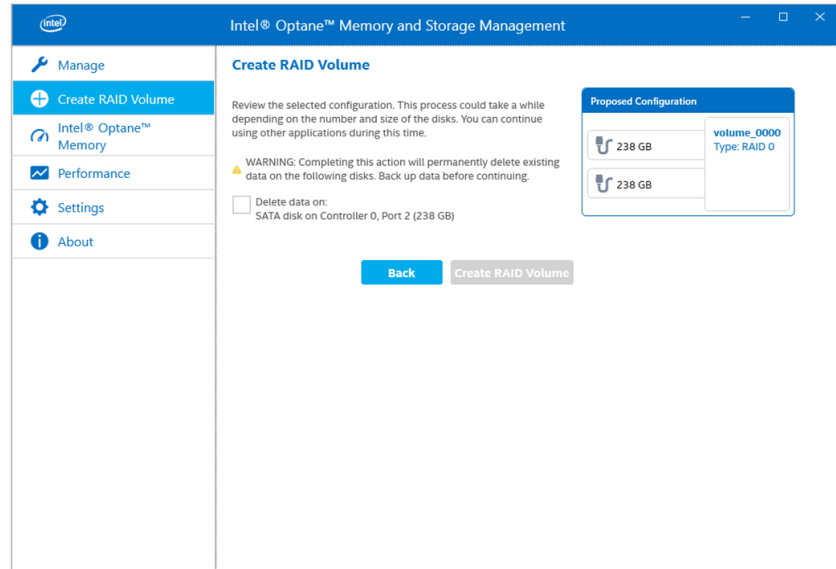 intel
Intel® Optane™ Memory and Storage Management
Manage
Create RAID Volume
Intel® Optane™
Memory
Performance
Settings
About
Create RAID Volume
Review the selected configuration. This process could take a while
depending on the number and size of the disks. You can continue
using other applications during this time.
WARNING: Completing this action will permanently delete existing
data on the following disks. Back up data before continuing.
Delete data on:
SATA disk on Controller 0, Port 2 (238 GB)
Back
Create RAID Volume
Proposed Configuration
238 GB
238 GB
volume_0000
Type: RAID 0